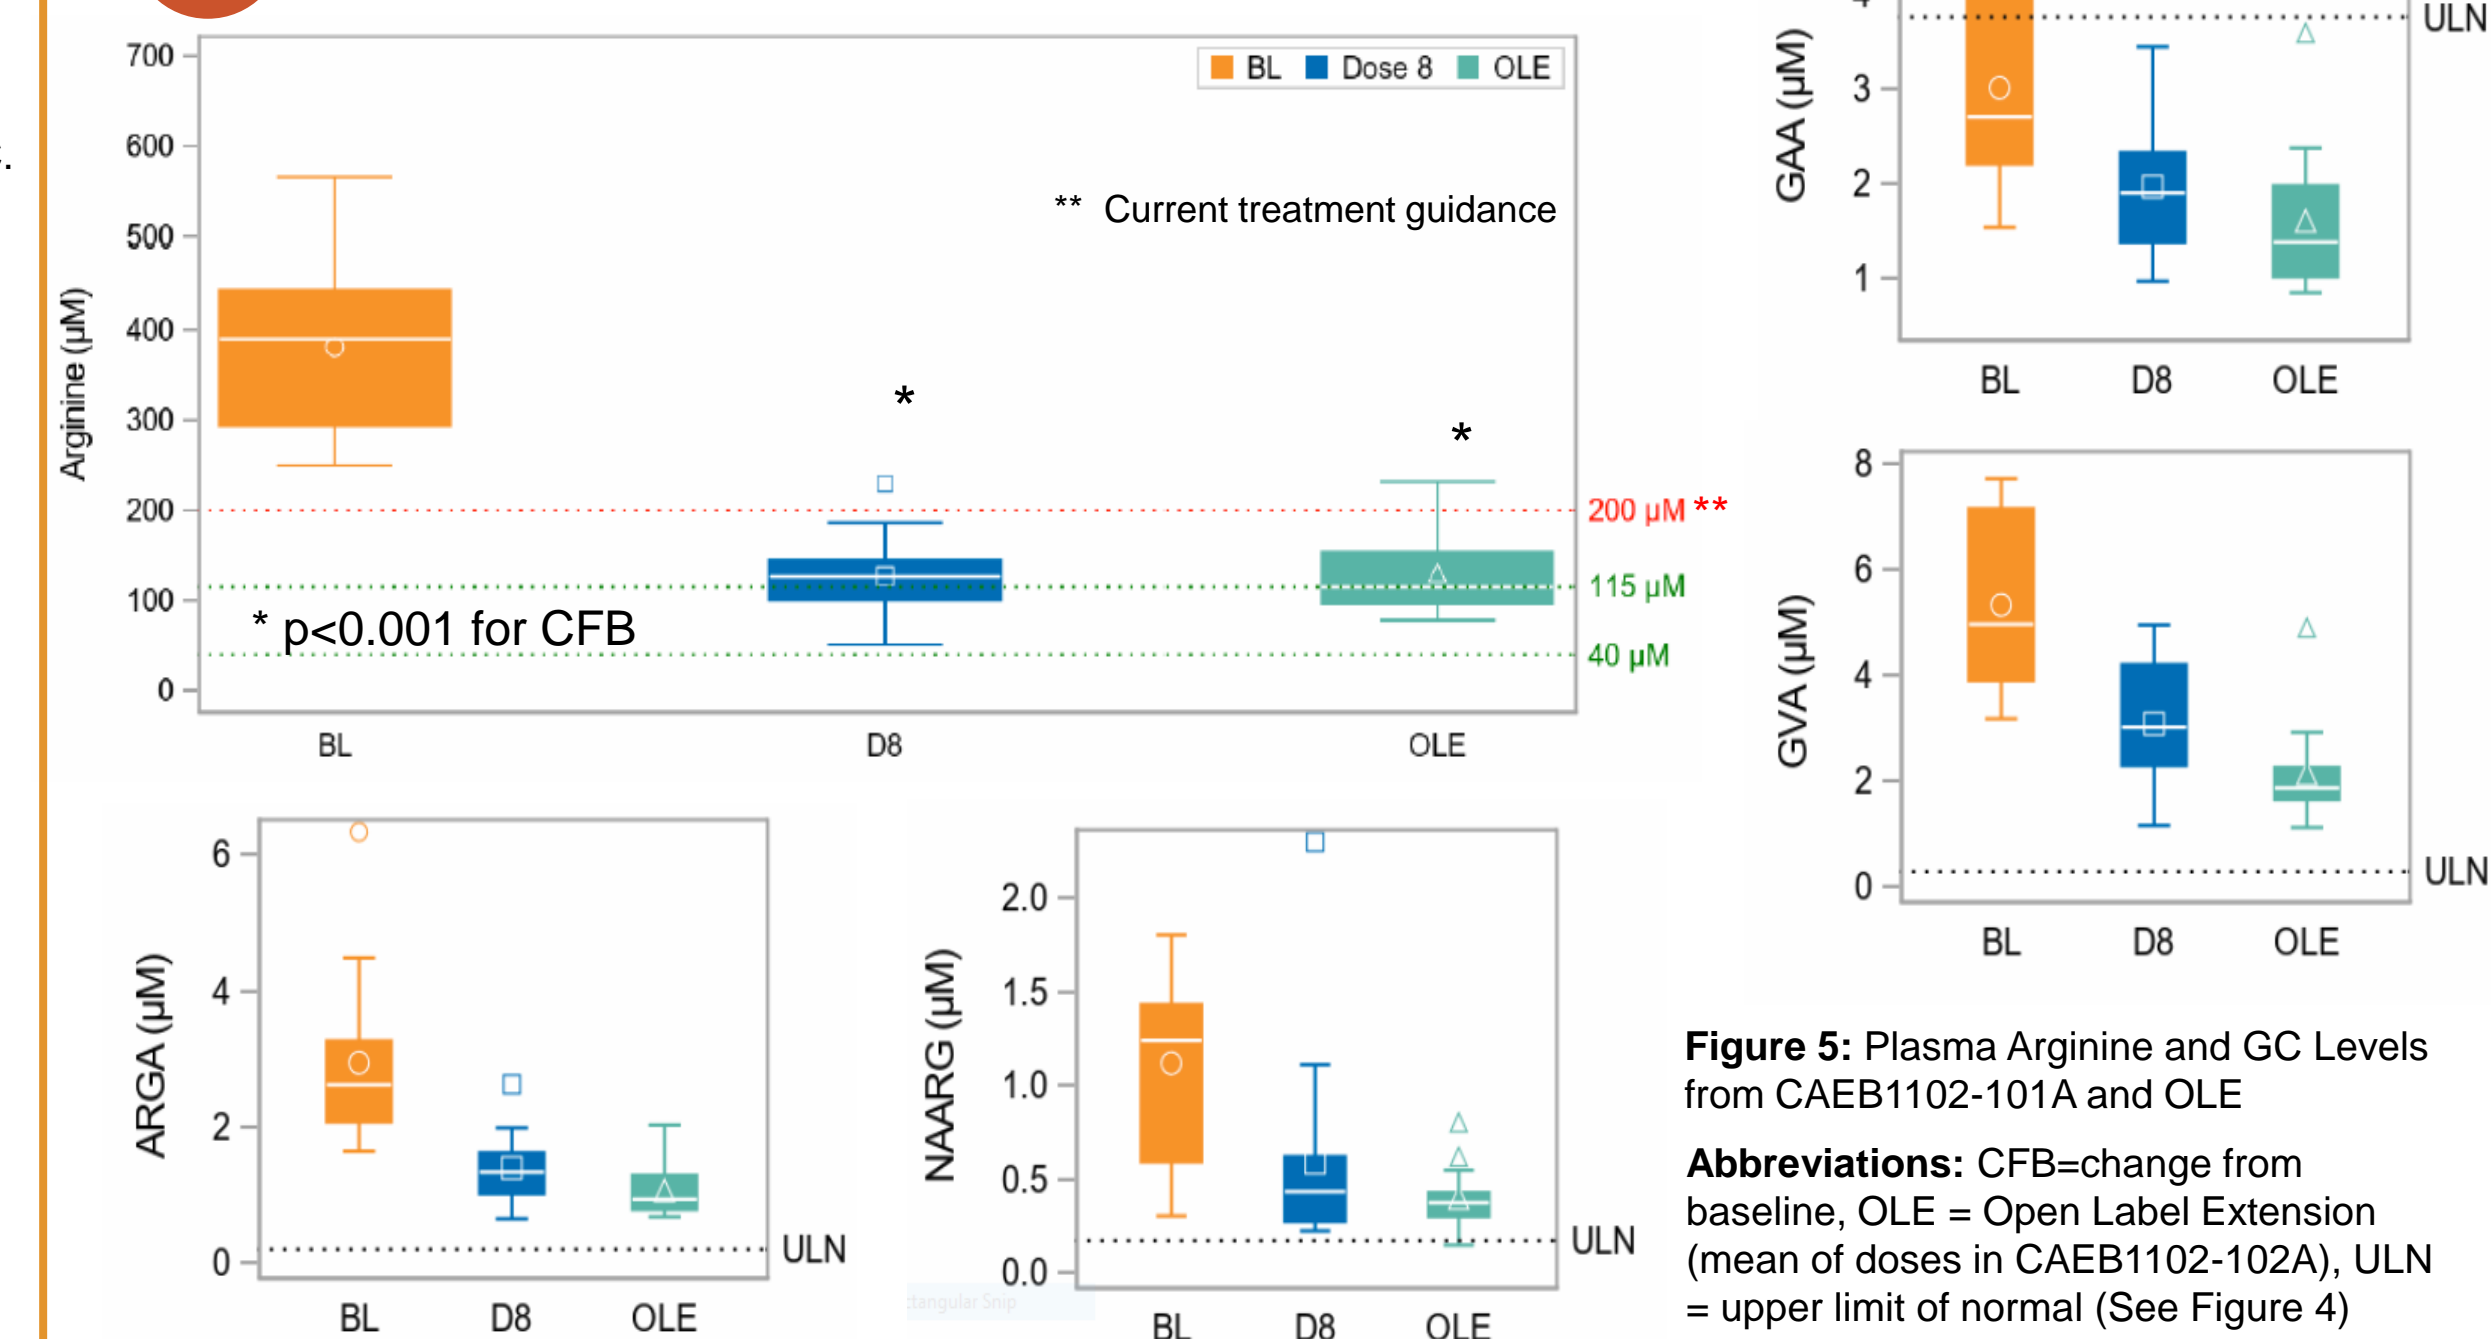 700
600
500
400
300
200
100
0
Arginine (µM)
BL Dose 8 OLE
** Current treatment guidance
*
*
200 µM **
115 µM
40 µM
* p<0.001 for CFB
BL D8 OLE
ULN
3
2
1
GAA (µM)
BL D8 OLE
8
6
4
2
0
GVA (µM)
ULN
BL D8 OLE
6
4
2
0
ARGA (µM)
ULN
BL D8 OLE
2.0
1.5
1.0
0.5
0.0
NAARG (µM)
ULN
BL D8 OLE
ctangular Snip
Figure 5: Plasma Arginine and GC Levels
from CAEB1102-101A and OLE
Abbreviations: CFB=change from
baseline, OLE = Open Label Extension
(mean of doses in CAEB1102-102A), ULN
= upper limit of normal (See Figure 4)